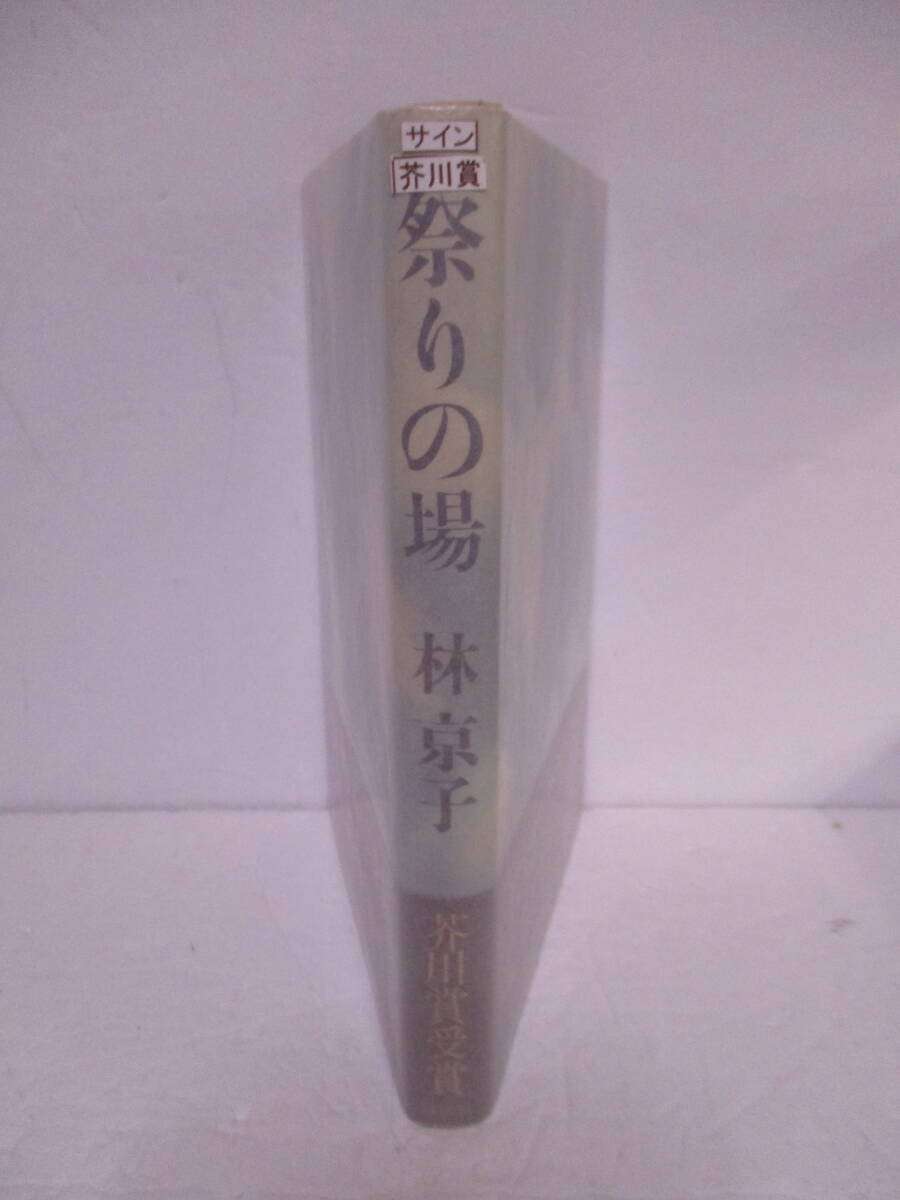 サイン
芥川賞
祭りの場
林京子
芥川賞受賞